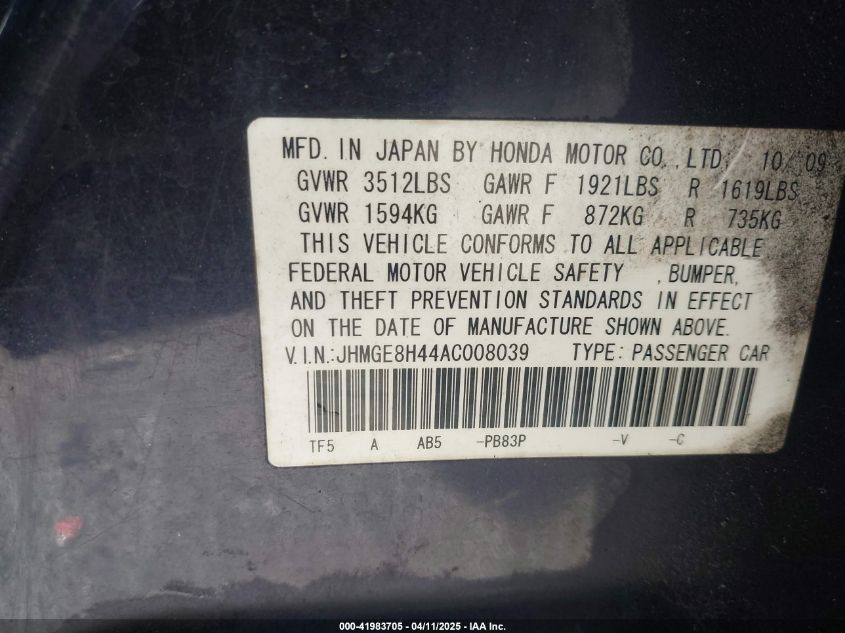 MFD. IN JAPAN BY HONDA MOTOR CO., LTD. 10/09
GVWR 3512LBS GAWR F 1921LBS R 1619LBS
GVWR 1594KG GAWR F 872KG R 735KG
THIS VEHICLE CONFORMS TO ALL APPLICABLE
FEDERAL MOTOR VEHICLE SAFETY , BUMPER,
AND THEFT PREVENTION STANDARDS IN EFFECT
ON THE DATE OF MANUFACTURE SHOWN ABOVE.
V.I.N.:JHMGE8H44AC008039 TYPE: PASSENGER CAR
TF5 A AB5 -PB83P -V -C
000-41983705 - 04/11/2025 - IAA Inc.